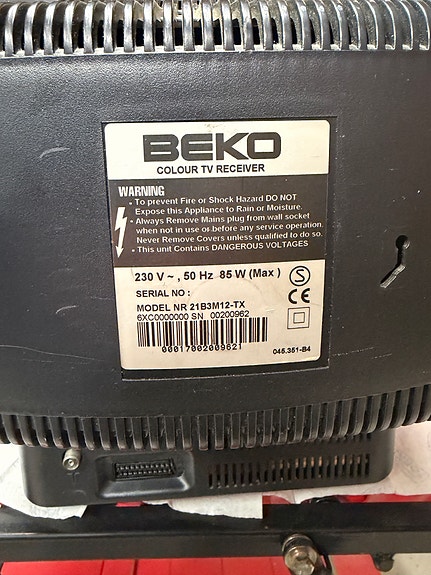 BEKO
COLOUR TV RECEIVER
WARNING
- To prevent Fire or Shock Hazard DO NOT
Expose this Appliance to Rain or Moisture.
- Always Remove Mains plug from wall socket
when not in use or before any service operation.
Never Remove Covers unless qualified to do so.
- This unit Contains DANGEROUS VOLTAGES
230 V ~ , 50 Hz 85 W (Max)
S
SERIAL NO :
CE
MODEL NR 21B3M12-TX
6XC0000000 SN 00200962
00017002009621
045.351-B4